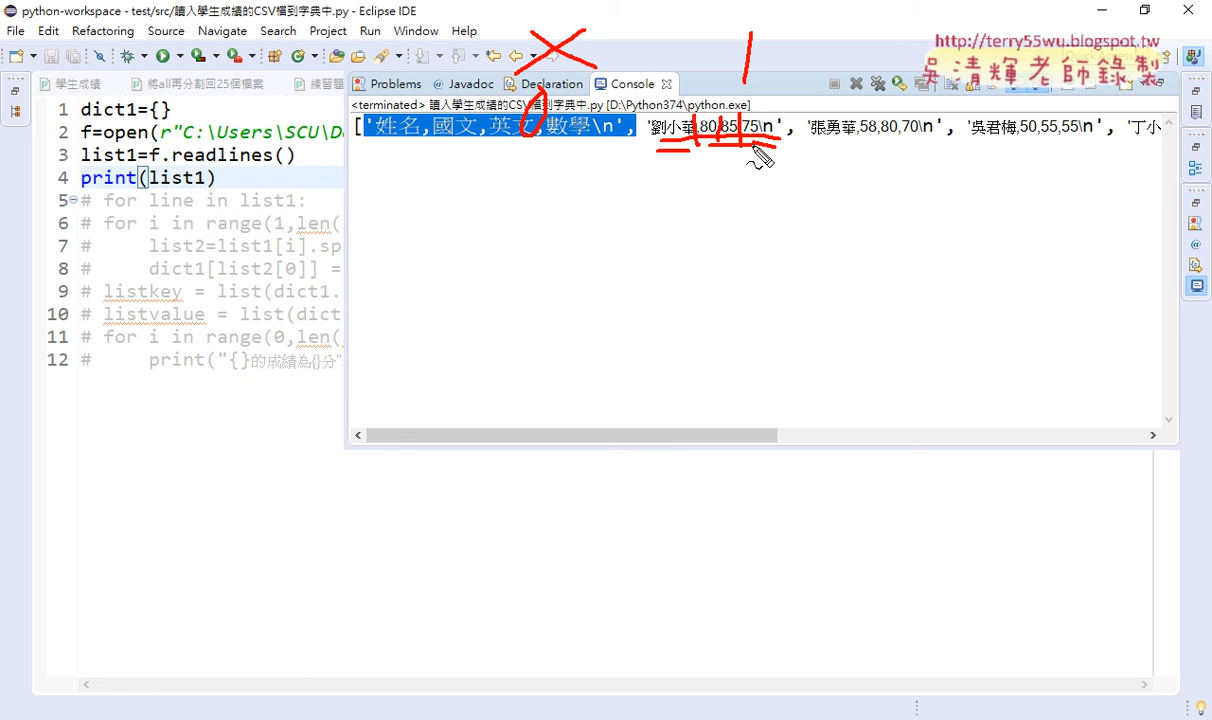 python-workspace - test/src/讀入學生成績的CSV檔到字典中.py - Eclipse IDE
File Edit Refactoring Source Navigate Search Project Run Window Help
http://terry55wu.blogspot.tw
吳清輝老師錄製
學生成績 將all再分割回25個檔案 練習題
Problems Javadoc Declaration Console
<terminated> 讀入學生成績的CSV檔到字典中.py [D:\Python374\python.exe]
['姓名,國文,英文,數學\n', '劉小華,80,85,75\n', '張勇華,58,80,70\n', '吳君梅,50,55,55\n', '丁小
1 dict1={}
2 f=open(r"C:\Users\SCU\De
3 list1=f.readlines()
4 print(list1)
5 # for line in list1:
6 # for i in range(1,len(
7 # list2=list1[i].sp
8 # dict1[list2[0]] =
9 # listkey = list(dict1.
10 # listvalue = list(dict
11 # for i in range(0,len(
12 # print("{}的成績為{}分"